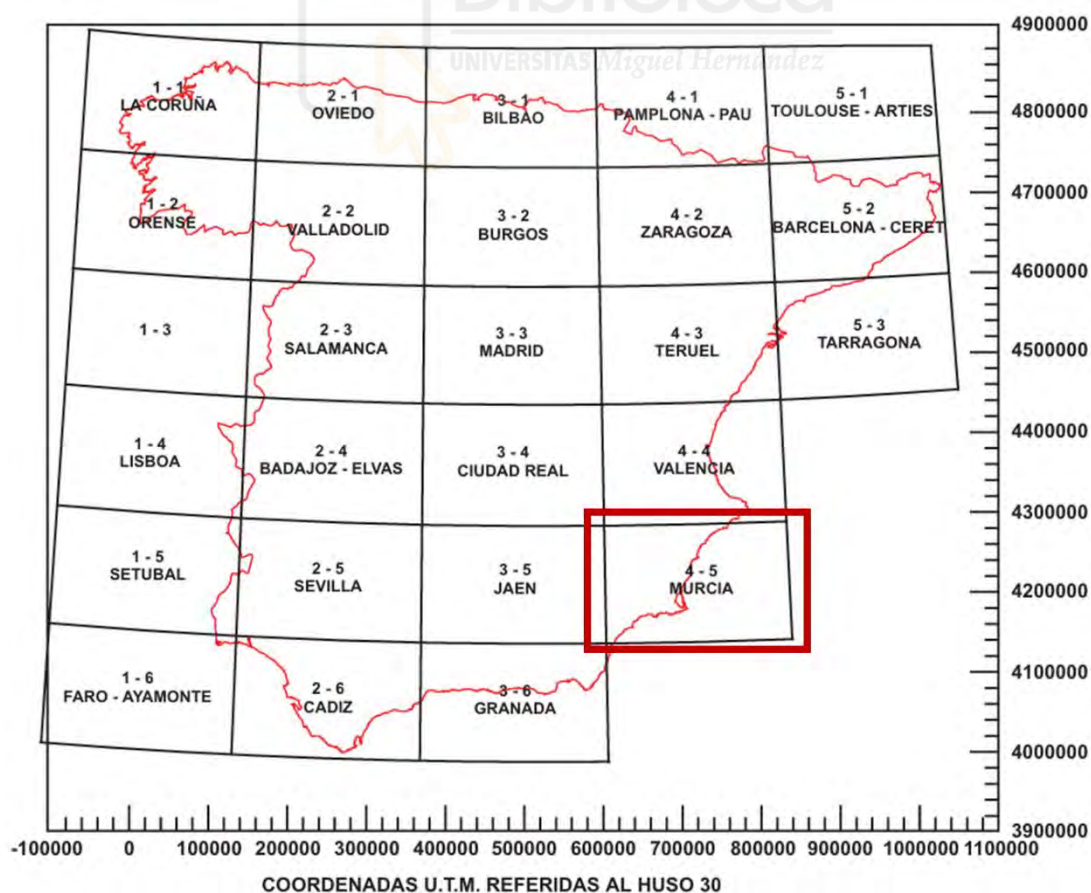 Biblioteca
UNIVERSITAS Miguel Hernández
4900000
1 - 1
LA CORUÑA
2 - 1
OVIEDO
3 - 1
BILBAO
4 - 1
PAMPLONA - PAU
5 - 1
TOULOUSE - ARTIES
4800000
4700000
1 - 2
ORENSE
2 - 2
VALLADOLID
3 - 2
BURGOS
4 - 2
ZARAGOZA
5 - 2
BARCELONA - CERET
4600000
1 - 3
2 - 3
SALAMANCA
3 - 3
MADRID
4 - 3
TERUEL
5 - 3
TARRAGONA
4500000
4400000
1 - 4
LISBOA
2 - 4
BADAJOZ - ELVAS
3 - 4
CIUDAD REAL
4 - 4
VALENCIA
4300000
1 - 5
SETUBAL
2 - 5
SEVILLA
3 - 5
JAEN
4 - 5
MURCIA
4200000
4100000
1 - 6
FARO - AYAMONTE
2 - 6
CADIZ
3 - 6
GRANADA
4000000
3900000
-100000 0 100000 200000 300000 400000 500000 600000 700000 800000 900000 1000000 1100000
COORDENADAS U.T.M. REFERIDAS AL HUSO 30